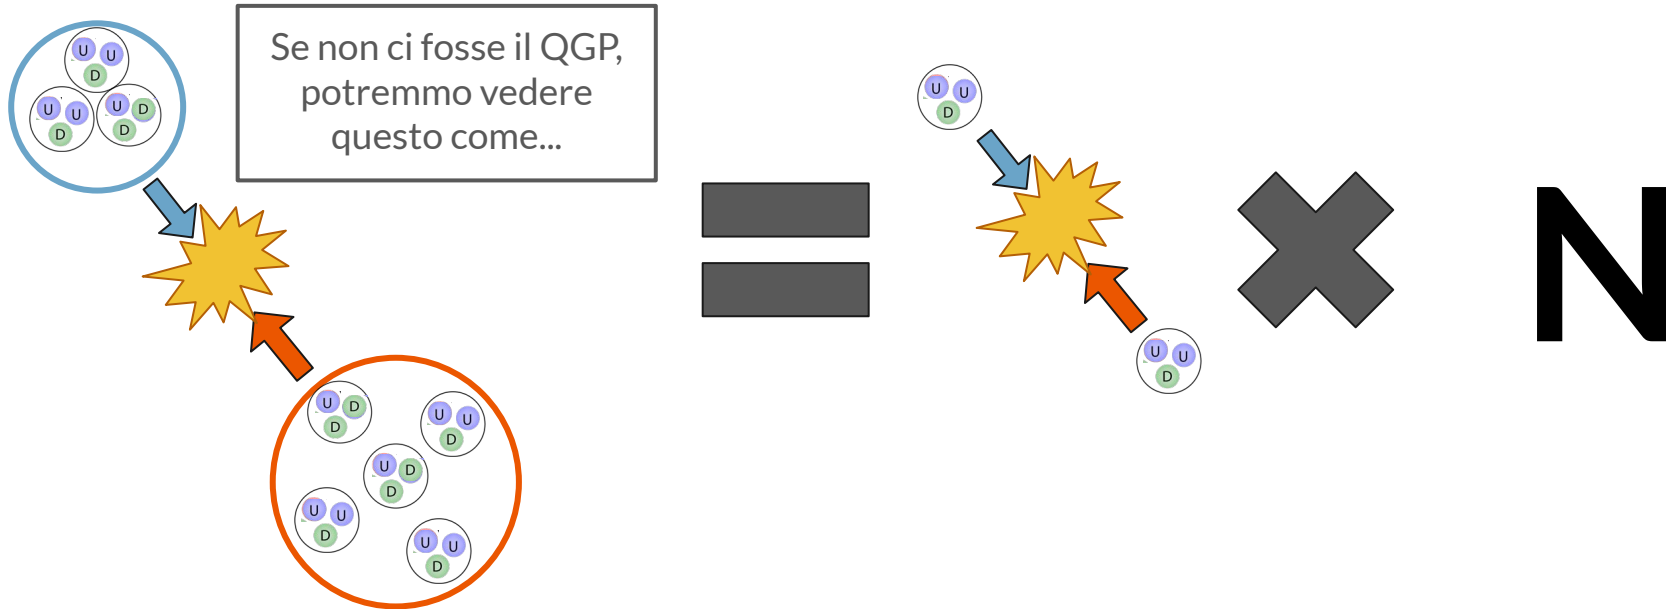 U U
D
U U
D
U D
D
Se non ci fosse il QGP,
potremmo vedere
questo come...
U D
D
U U
D
U D
D
U U
D
U U
D
U U
D
U U
D
N